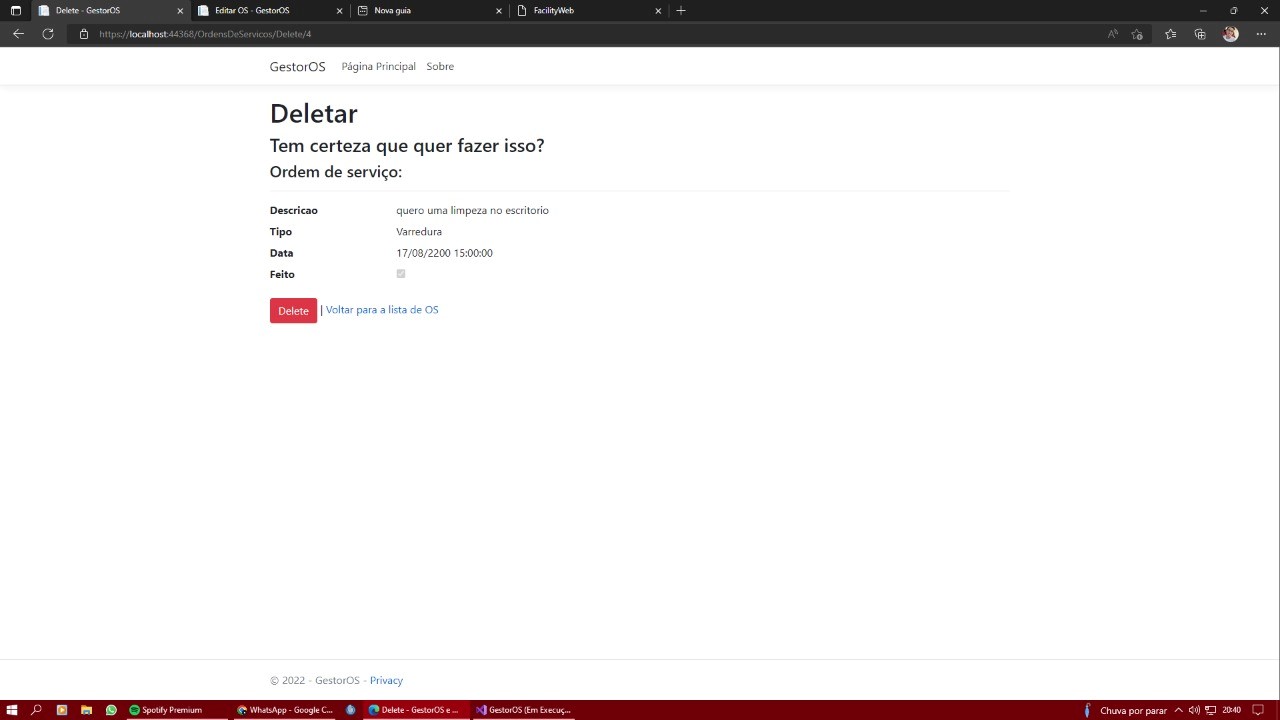 Delete - GestorOS
Editar OS - GestorOS
Nova guia
FacilityWeb
https://localhost:44368/OrdensDeServicos/Delete/4
GestorOS Página Principal Sobre
Deletar
Tem certeza que quer fazer isso?
Ordem de serviço:
Descricao quero uma limpeza no escritorio
Tipo Varredura
Data 17/08/2200 15:00:00
Feito
Delete | Voltar para a lista de OS
© 2022 - GestorOS - Privacy
Spotify Premium
WhatsApp - Google C...
Delete - GestorOS e ...
GestorOS (Em Execuç...
Chuva por parar
20:40